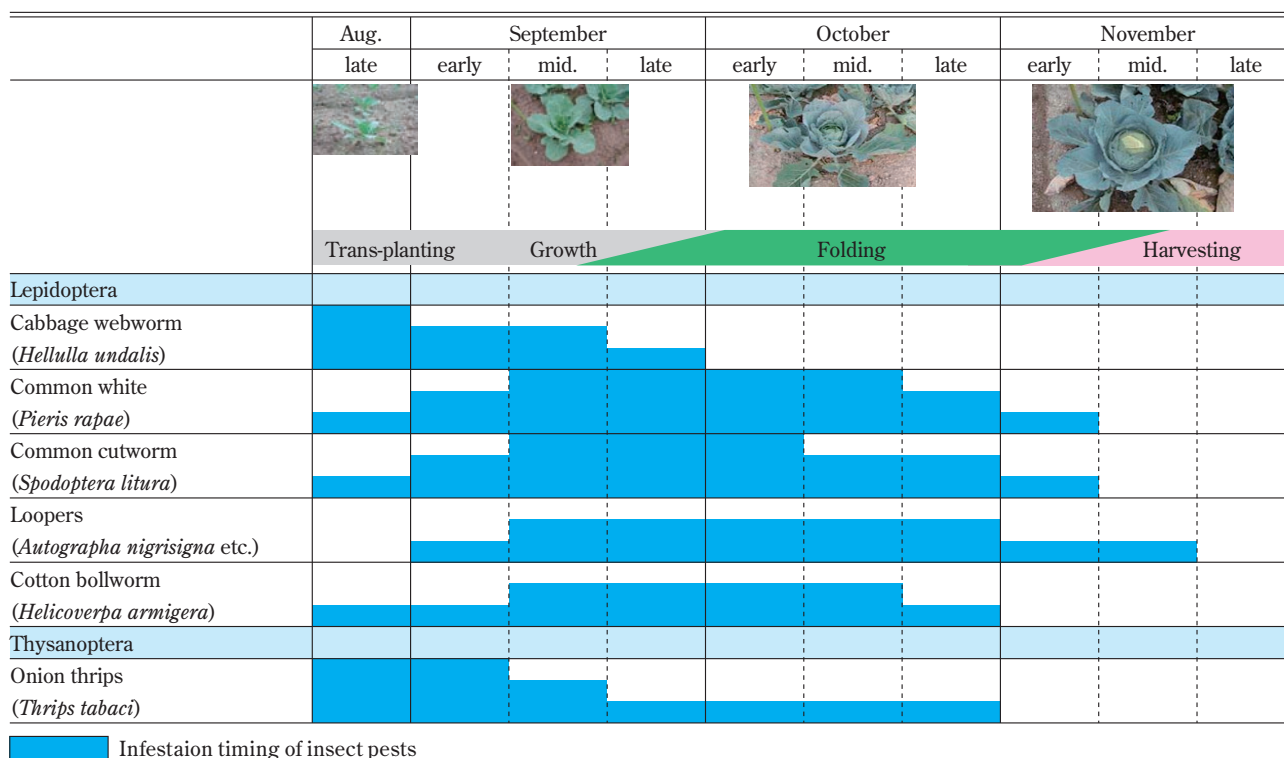 Aug. September October November
late early mid. late early mid. late early mid. late
Trans-planting Growth Folding Harvesting
Lepidoptera
Cabbage webworm
(Hellulla undalis)
Common white
(Pieris rapae)
Common cutworm
(Spodoptera litura)
Loopers
(Autographa nigrisigna etc.)
Cotton bollworm
(Helicoverpa armigera)
Thysanoptera
Onion thrips
(Thrips tabaci)
Infestaion timing of insect pests